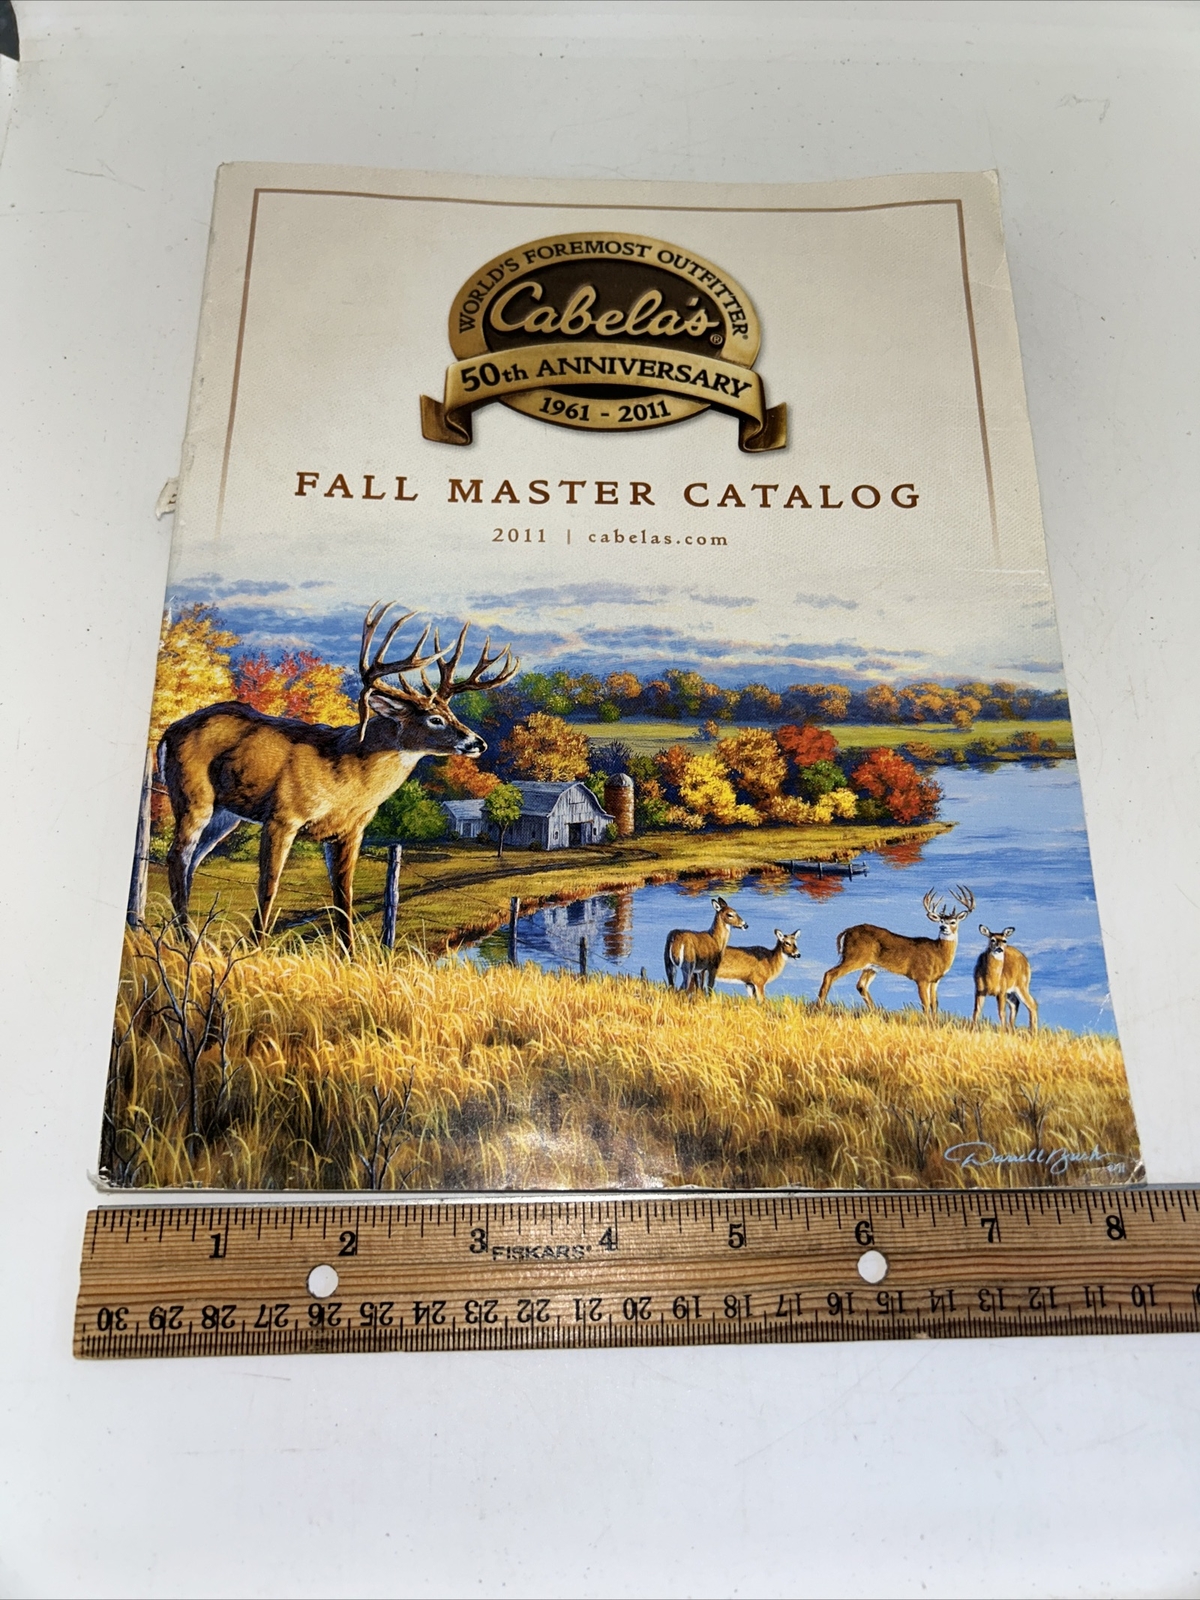 WORLD'S FOREMOST OUTFITTER®
Cabela's®
50th ANNIVERSARY
1961 - 2011
FALL MASTER CATALOG
2011 | cabelas.com
1 2 3 4 5 6 7 8
FISKARS®
30 29 28 27 26 25 24 23 22 21 20 19 18 17 16 15 14 13 12 11 10